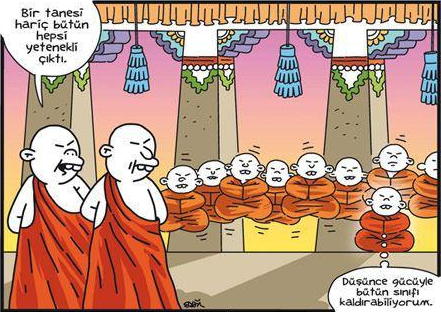 Bir tanesi
hariç bütün
hepsi
yetenekli
çıktı.
Düşünce gücüyle
bütün sınıfı
kaldırabiliyorum.